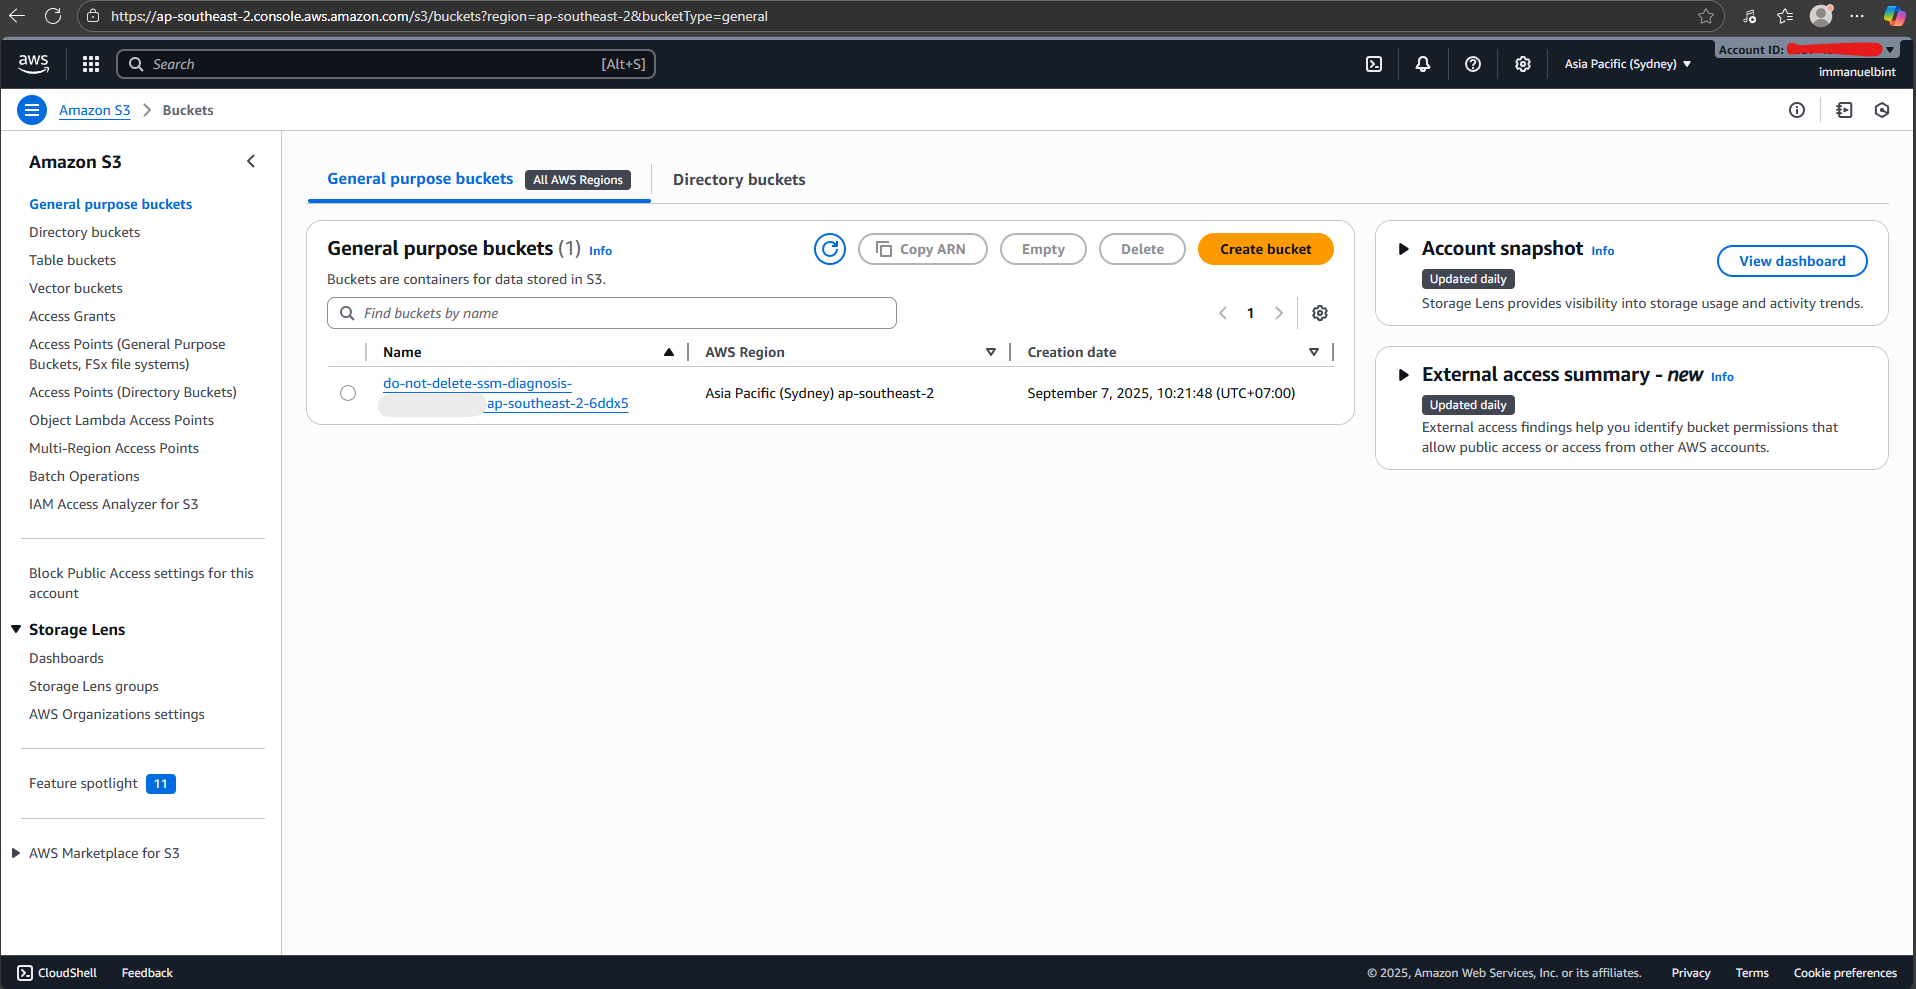 https://ap-southeast-2.console.aws.amazon.com/s3/buckets?region=ap-southeast-2&bucketType=general
aws
Search
[Alt+S]
Asia Pacific (Sydney)
Account ID:
immanuelbint
Amazon S3
Buckets
Amazon S3
General purpose buckets
Directory buckets
Table buckets
Vector buckets
Access Grants
Access Points (General Purpose
Buckets, FSx file systems)
Access Points (Directory Buckets)
Object Lambda Access Points
Multi-Region Access Points
Batch Operations
IAM Access Analyzer for S3
Block Public Access settings for this
account
Storage Lens
Dashboards
Storage Lens groups
AWS Organizations settings
Feature spotlight 11
AWS Marketplace for S3
General purpose buckets All AWS Regions
Directory buckets
General purpose buckets (1) Info
Copy ARN
Empty
Delete
Create bucket
Buckets are containers for data stored in S3.
Find buckets by name
1
Name
AWS Region
Creation date
do-not-delete-ssm-diagnosis-
ap-southeast-2-6ddx5
Asia Pacific (Sydney) ap-southeast-2
September 7, 2025, 10:21:48 (UTC+07:00)
Account snapshot Info
View dashboard
Updated daily
Storage Lens provides visibility into storage usage and activity trends.
External access summary - new Info
Updated daily
External access findings help you identify bucket permissions that
allow public access or access from other AWS accounts.
CloudShell
Feedback
© 2025, Amazon Web Services, Inc. or its affiliates.
Privacy
Terms
Cookie preferences